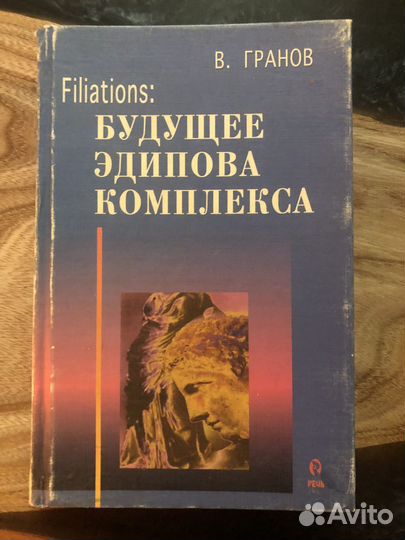 В. ГРАНОВ
Filiations:
БУДУЩЕЕ
ЭДИПОВА
КОМПЛЕКСА
РЕЧЬ
Avito